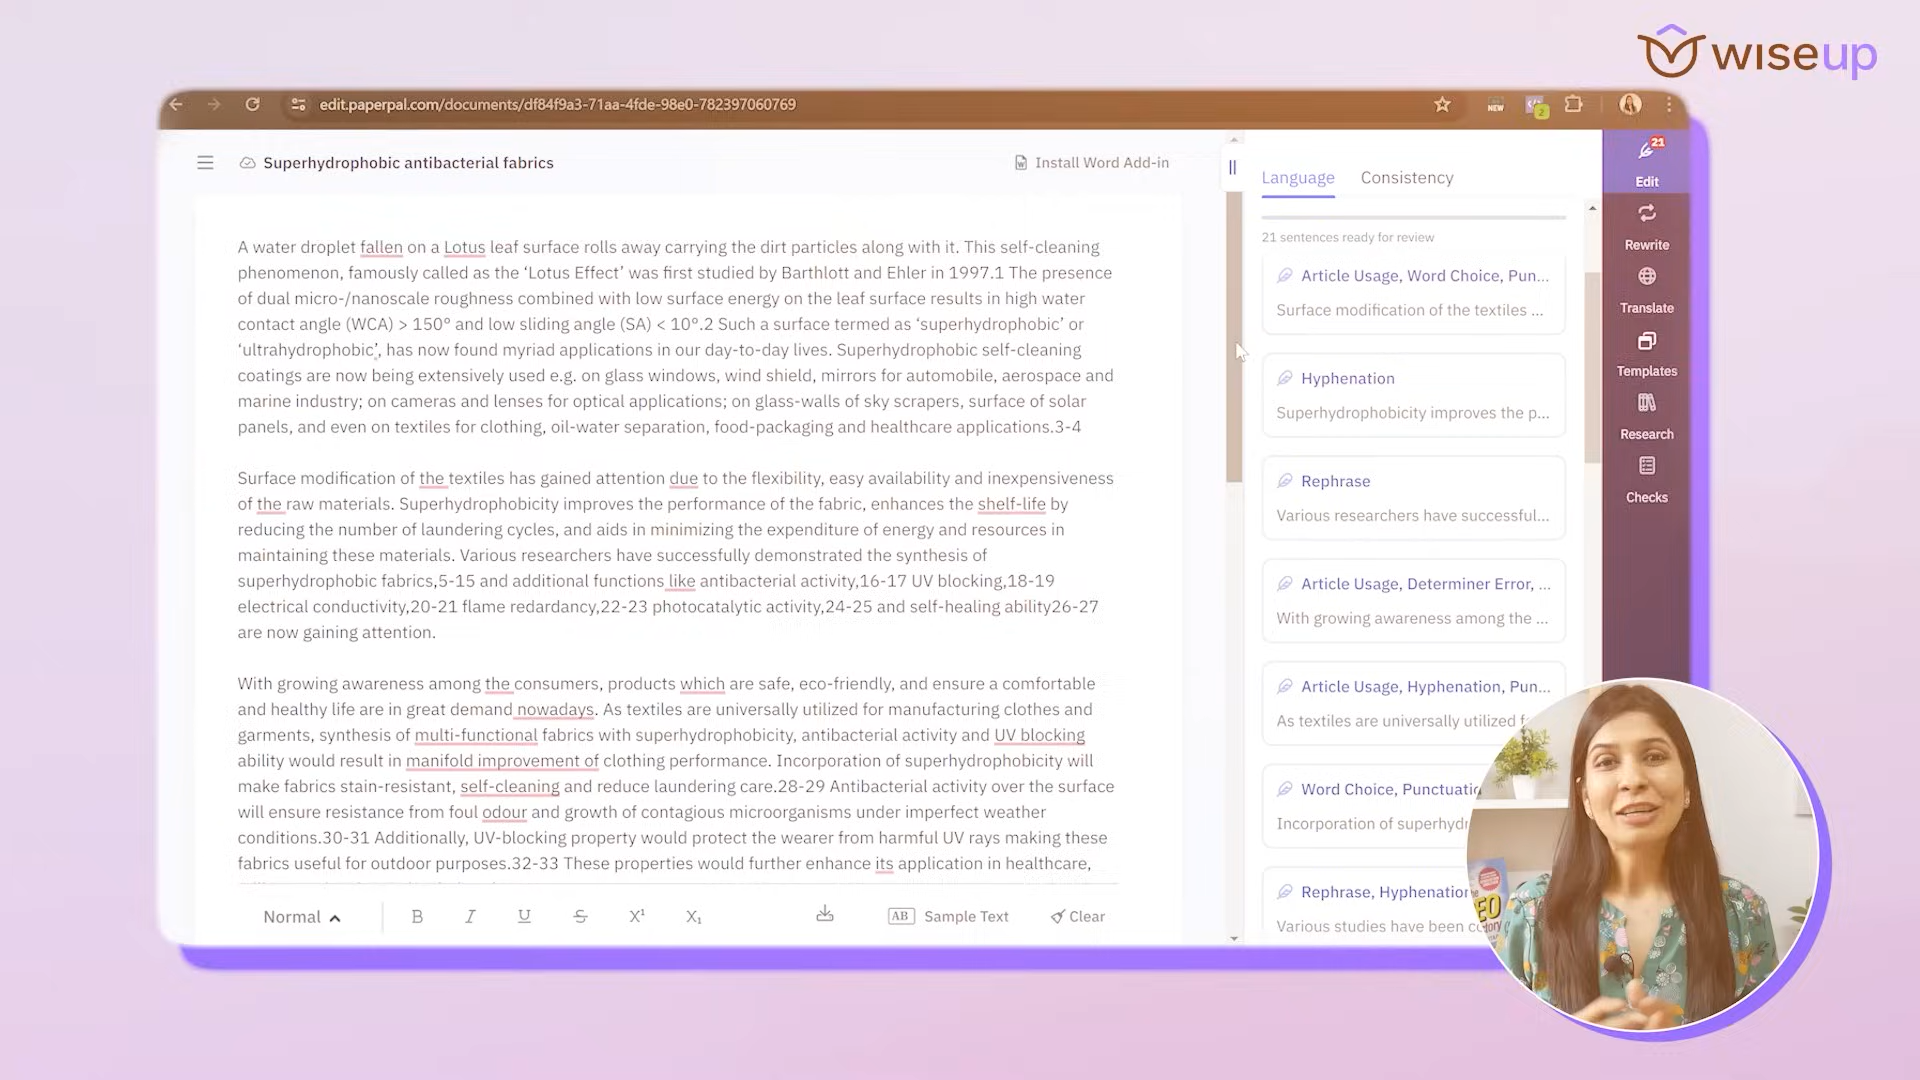 wiseup
edit.paperpal.com/documents/df84f9a3-71aa-4fde-98e0-782397060769
NEW
2
Superhydrophobic antibacterial fabrics
Install Word Add-in
A water droplet fallen on a Lotus leaf surface rolls away carrying the dirt particles along with it. This self-cleaning
phenomenon, famously called as the ‘Lotus Effect’ was first studied by Barthlott and Ehler in 1997.1 The presence
of dual micro-/nanoscale roughness combined with low surface energy on the leaf surface results in high water
contact angle (WCA) > 150° and low sliding angle (SA) < 10°.2 Such a surface termed as ‘superhydrophobic’ or
‘ultrahydrophobic’, has now found myriad applications in our day-to-day lives. Superhydrophobic self-cleaning
coatings are now being extensively used e.g. on glass windows, wind shield, mirrors for automobile, aerospace and
marine industry; on cameras and lenses for optical applications; on glass-walls of sky scrapers, surface of solar
panels, and even on textiles for clothing, oil-water separation, food-packaging and healthcare applications.3-4
Surface modification of the textiles has gained attention due to the flexibility, easy availability and inexpensiveness
of the raw materials. Superhydrophobicity improves the performance of the fabric, enhances the shelf-life by
reducing the number of laundering cycles, and aids in minimizing the expenditure of energy and resources in
maintaining these materials. Various researchers have successfully demonstrated the synthesis of
superhydrophobic fabrics,5-15 and additional functions like antibacterial activity,16-17 UV blocking,18-19
electrical conductivity,20-21 flame redardancy,22-23 photocatalytic activity,24-25 and self-healing ability26-27
are now gaining attention.
With growing awareness among the consumers, products which are safe, eco-friendly, and ensure a comfortable
and healthy life are in great demand nowadays. As textiles are universally utilized for manufacturing clothes and
garments, synthesis of multi-functional fabrics with superhydrophobicity, antibacterial activity and UV blocking
ability would result in manifold improvement of clothing performance. Incorporation of superhydrophobicity will
make fabrics stain-resistant, self-cleaning and reduce laundering care.28-29 Antibacterial activity over the surface
will ensure resistance from foul odour and growth of contagious microorganisms under imperfect weather
conditions.30-31 Additionally, UV-blocking property would protect the wearer from harmful UV rays making these
fabrics useful for outdoor purposes.32-33 These properties would further enhance its application in healthcare,
Normal
B
I
U
S
X¹
X₁
AB
Sample Text
Clear
Language
Consistency
21 sentences ready for review
Article Usage, Word Choice, Pun...
Surface modification of the textiles ...
Hyphenation
Superhydrophobicity improves the p...
Rephrase
Various researchers have successful...
Article Usage, Determiner Error, ...
With growing awareness among the ...
Article Usage, Hyphenation, Pun...
As textiles are universally utilized
Word Choice, Punctuatio
Incorporation of superhyd
Rephrase, Hyphenation
Various studies have been
21
Edit
Rewrite
Translate
Templates
Research
Checks